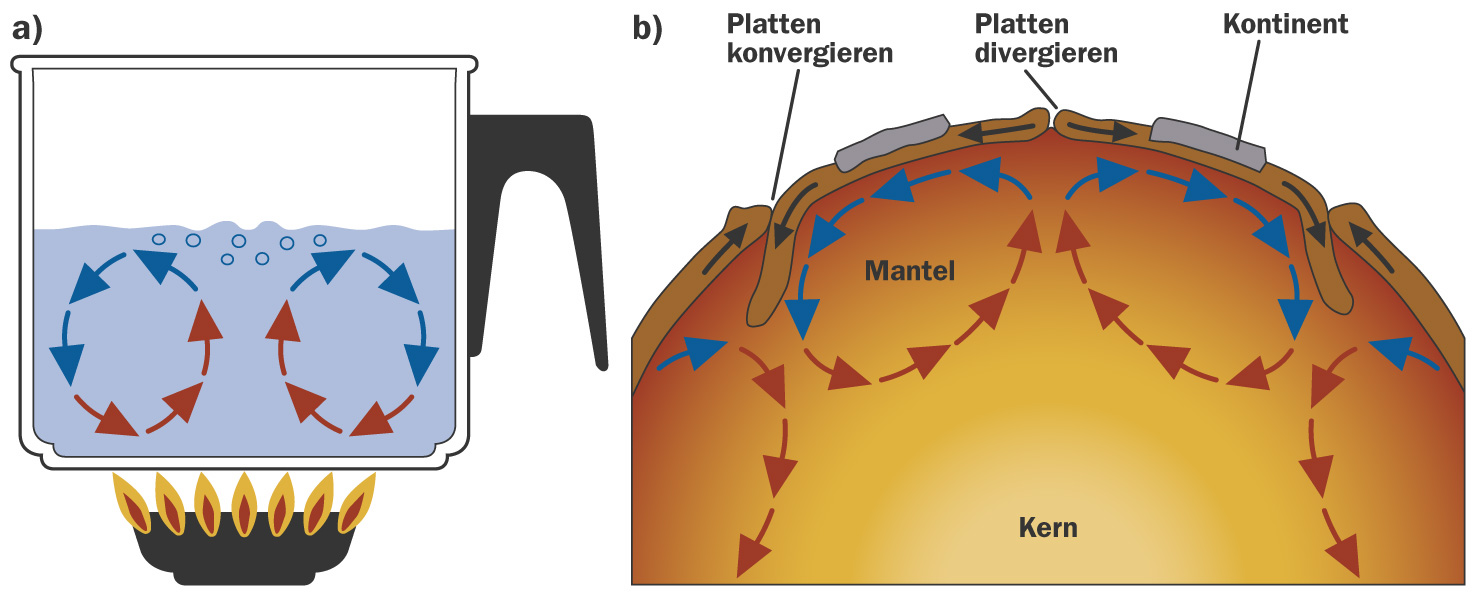 a)
b)
Platten
konvergieren
Platten
divergieren
Kontinent
Mantel
Kern